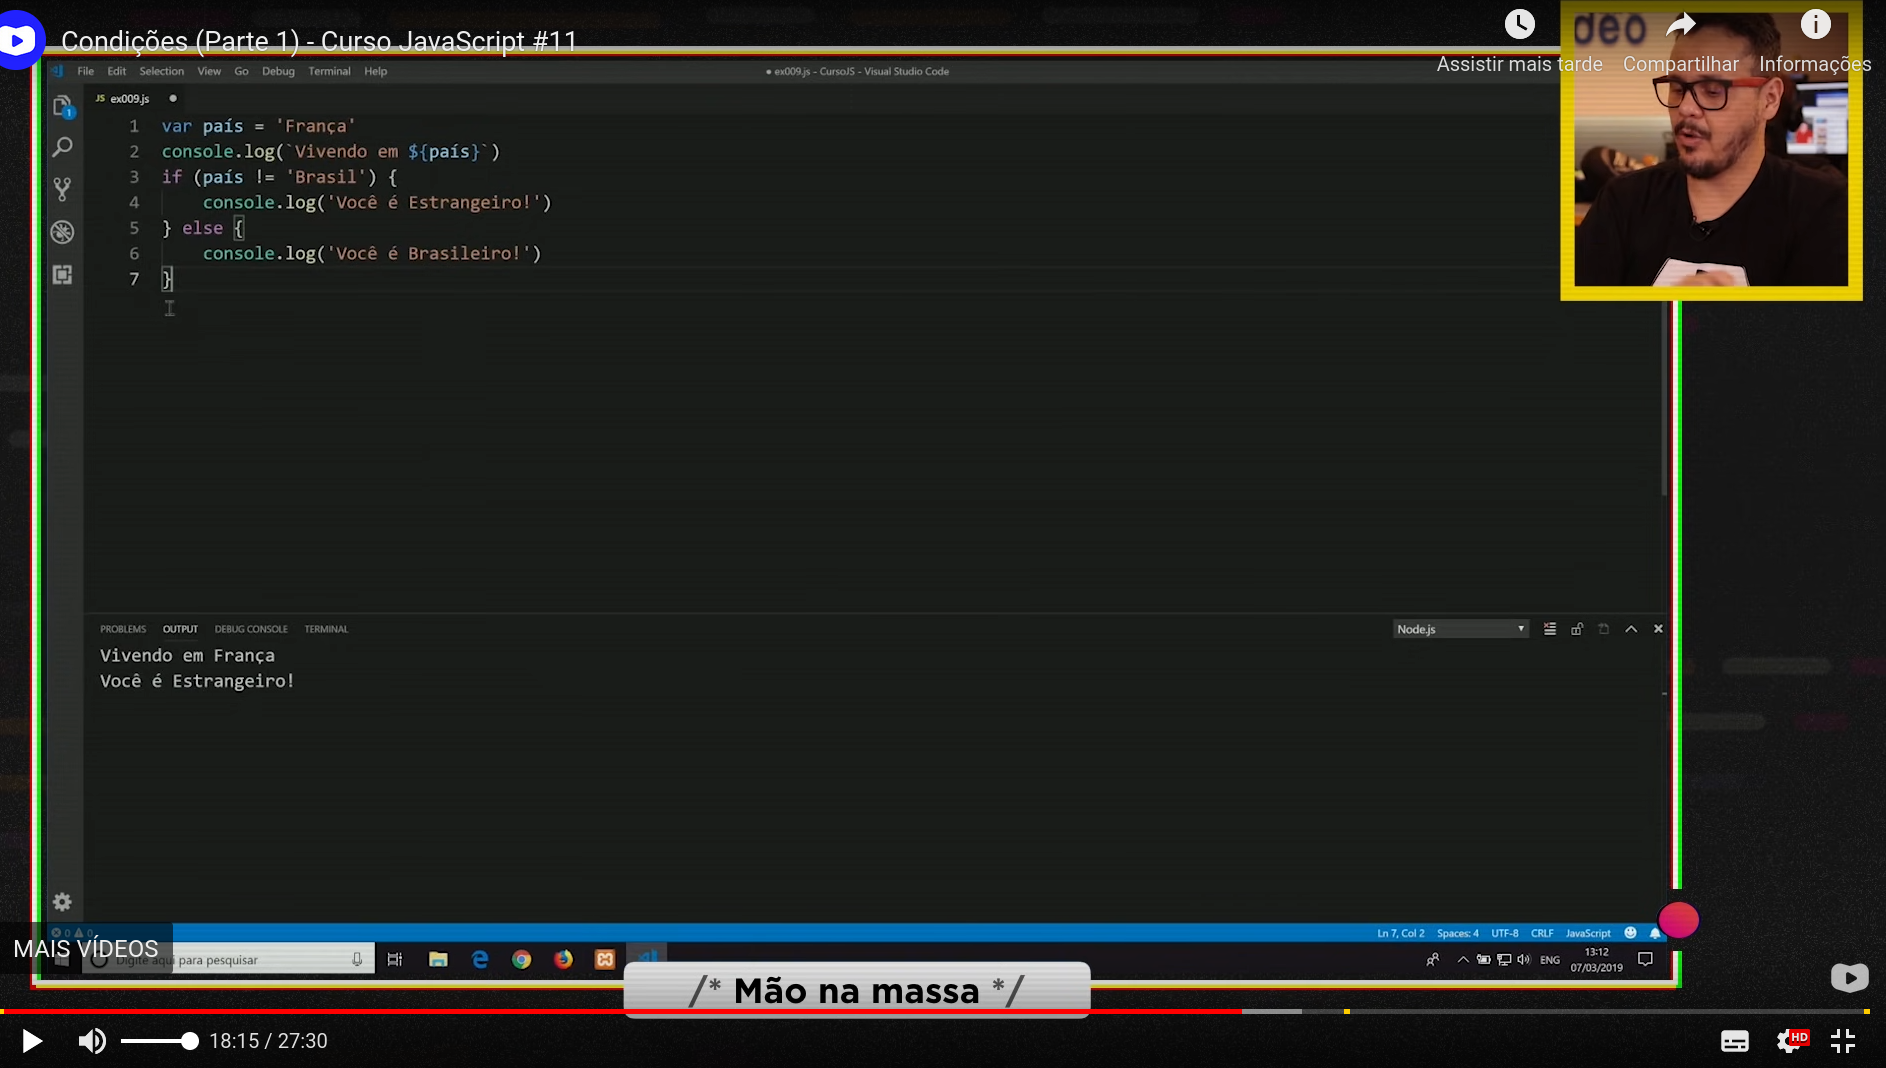 Condições (Parte 1) - Curso JavaScript #11
deo
Assistir mais tarde Compartilhar Informações
File Edit Selection View Go Debug Terminal Help
● ex009.js - CursoJS - Visual Studio Code
JS ex009.js ●
1
1 var país = 'França'
2 console.log(`Vivendo em ${país}`)
3 if (país != 'Brasil') {
4 console.log('Você é Estrangeiro!')
5 } else {
6 console.log('Você é Brasileiro!')
7 }
PROBLEMS OUTPUT DEBUG CONSOLE TERMINAL
Node.js
Vivendo em França
Você é Estrangeiro!
0 0
Ln 7, Col 2 Spaces: 4 UTF-8 CRLF JavaScript
MAIS VÍDEOS
Digite aqui para pesquisar
ENG
13:12
07/03/2019
/* Mão na massa */
18:15 / 27:30
HD